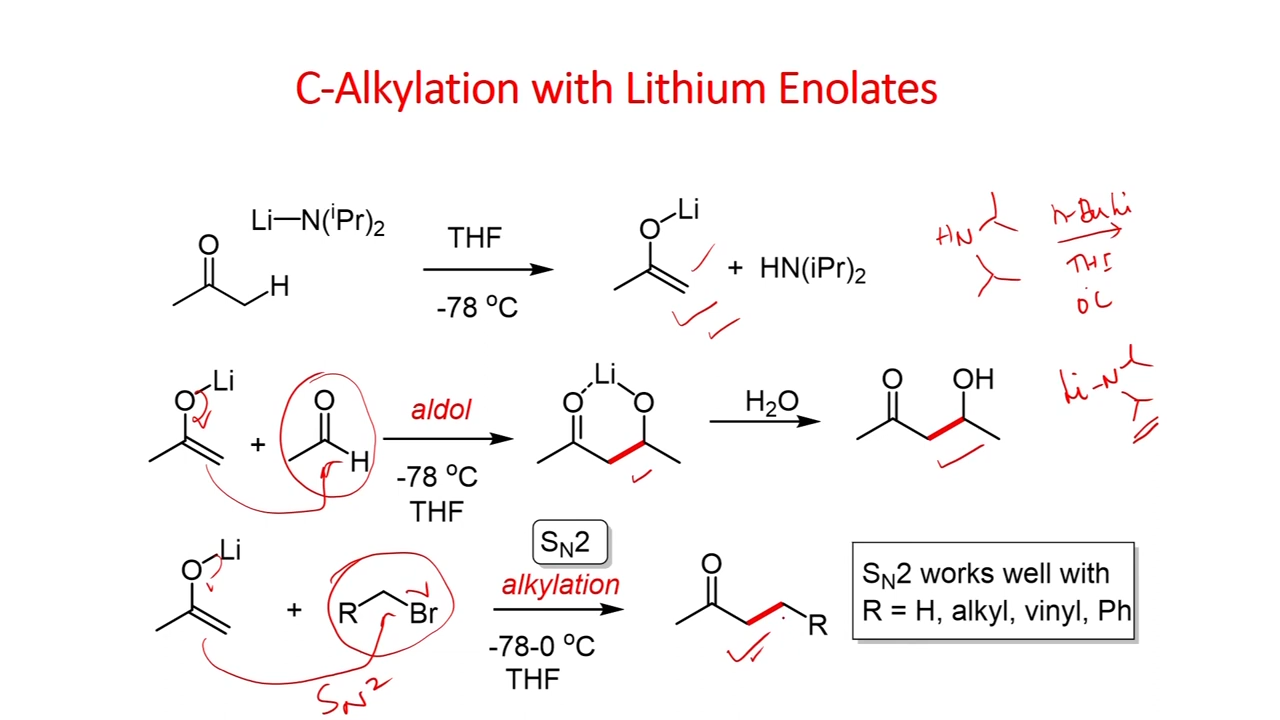 C-Alkylation with Lithium Enolates
Li—N(iPr)2
O
H
THF
-78 oC
O Li
+ HN(iPr)2
HN
n-BuLi
THF
0°C
O Li
+
O
H
aldol
-78 oC
THF
Li
O O
H2O
O OH
Li-N
O Li
+
R Br
SN2
SN2
alkylation
-78-0 oC
THF
O
R
SN2 works well with
R = H, alkyl, vinyl, Ph